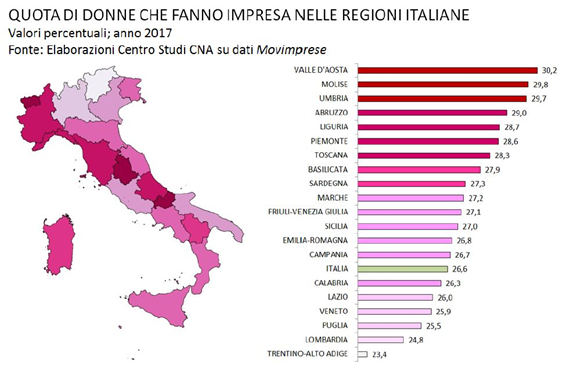 QUOTA DI DONNE CHE FANNO IMPRESA NELLE REGIONI ITALIANE
Valori percentuali; anno 2017
Fonte: Elaborazioni Centro Studi CNA su dati Movimprese
VALLE D'AOSTA 30,2
MOLISE 29,8
UMBRIA 29,7
ABRUZZO 29,0
LIGURIA 28,7
PIEMONTE 28,6
TOSCANA 28,3
BASILICATA 27,9
SARDEGNA 27,3
MARCHE 27,2
FRIULI-VENEZIA GIULIA 27,1
SICILIA 27,0
EMILIA-ROMAGNA 26,8
CAMPANIA 26,7
ITALIA 26,6
CALABRIA 26,3
LAZIO 26,0
VENETO 25,9
PUGLIA 25,5
LOMBARDIA 24,8
TRENTINO-ALTO ADIGE 23,4